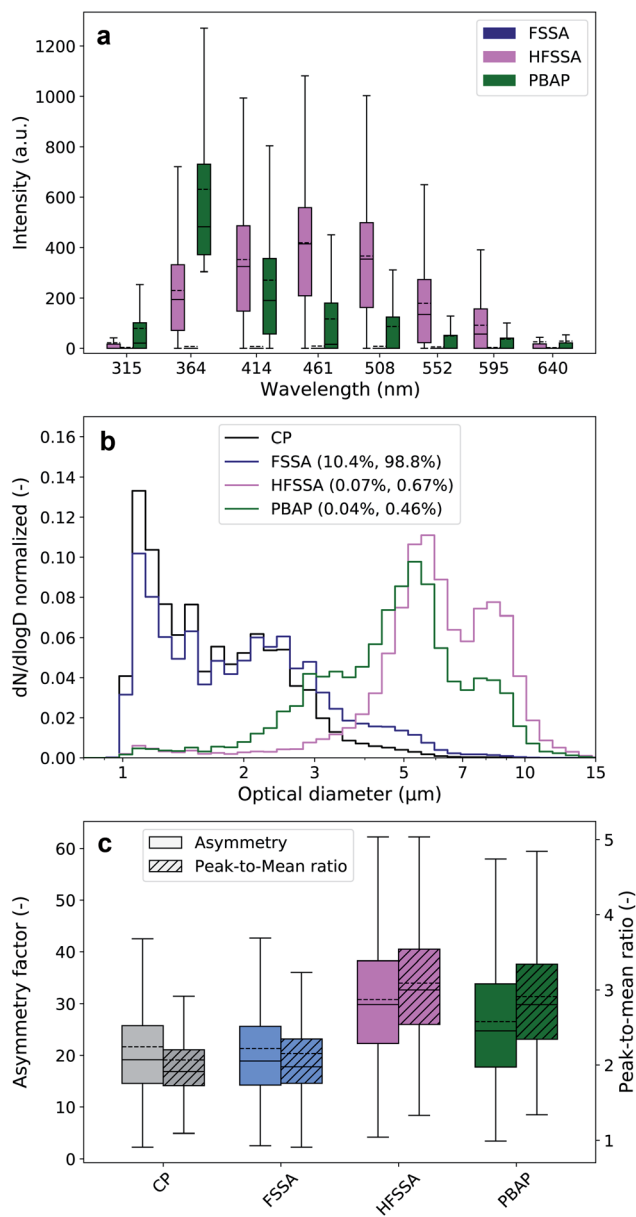 a
FSSA
HFSSA
PBAP
1200
1000
800
600
400
200
0
Intensity (a.u.)
315 364 414 461 508 552 595 640
Wavelength (nm)
b
CP
FSSA (10.4%, 98.8%)
HFSSA (0.07%, 0.67%)
PBAP (0.04%, 0.46%)
0.16
0.14
0.12
0.10
0.08
0.06
0.04
0.02
0.00
dN/dlogD normalized (-)
1 2 3 5 7 10 15
Optical diameter (μm)
c
Asymmetry
Peak-to-Mean ratio
60
50
40
30
20
10
0
Asymmetry factor (-)
5
4
3
2
1
Peak-to-mean ratio (-)
CP FSSA HFSSA PBAP